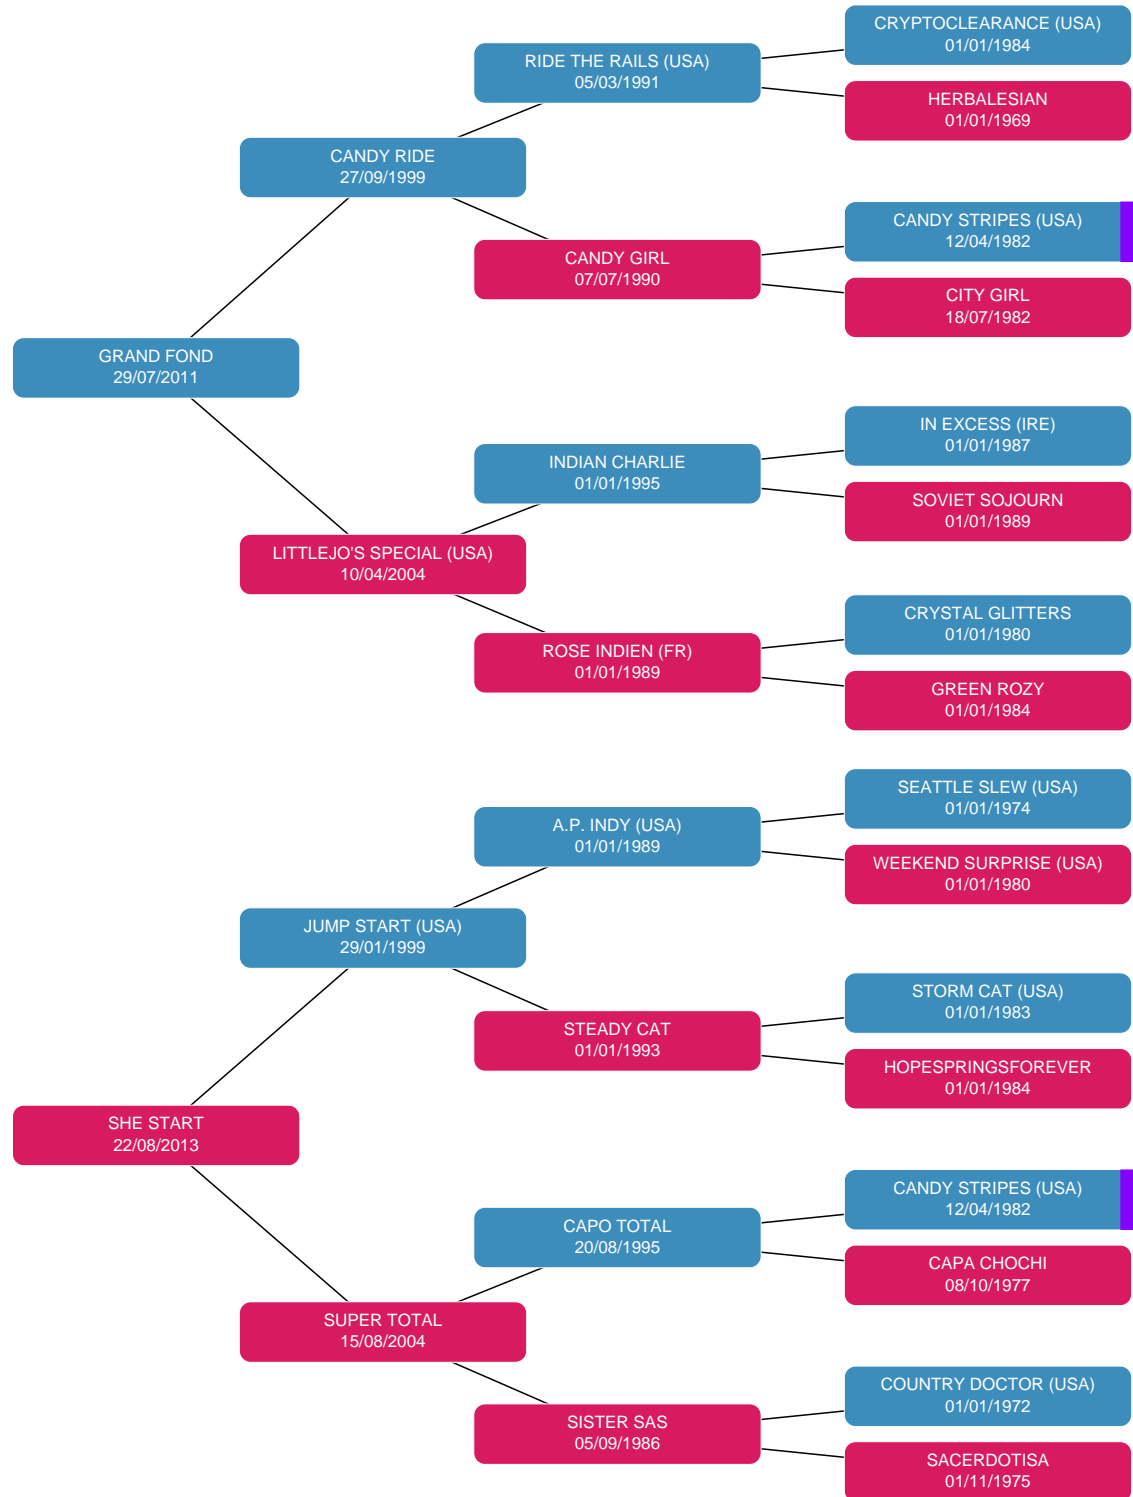 CRYPTOCLEARANCE (USA)
01/01/1984
RIDE THE RAILS (USA)
05/03/1991
HERBALESIAN
01/01/1969
CANDY RIDE
27/09/1999
CANDY STRIPES (USA)
12/04/1982
CANDY GIRL
07/07/1990
CITY GIRL
18/07/1982
GRAND FOND
29/07/2011
IN EXCESS (IRE)
01/01/1987
INDIAN CHARLIE
01/01/1995
SOVIET SOJOURN
01/01/1989
LITTLEJO'S SPECIAL (USA)
10/04/2004
CRYSTAL GLITTERS
01/01/1980
ROSE INDIEN (FR)
01/01/1989
GREEN ROZY
01/01/1984
SEATTLE SLEW (USA)
01/01/1974
A.P. INDY (USA)
01/01/1989
WEEKEND SURPRISE (USA)
01/01/1980
JUMP START (USA)
29/01/1999
STORM CAT (USA)
01/01/1983
STEADY CAT
01/01/1993
HOPESPRINGSFOREVER
01/01/1984
SHE START
22/08/2013
CANDY STRIPES (USA)
12/04/1982
CAPO TOTAL
20/08/1995
CAPA CHOCHI
08/10/1977
SUPER TOTAL
15/08/2004
COUNTRY DOCTOR (USA)
01/01/1972
SISTER SAS
05/09/1986
SACERDOTISA
01/11/1975